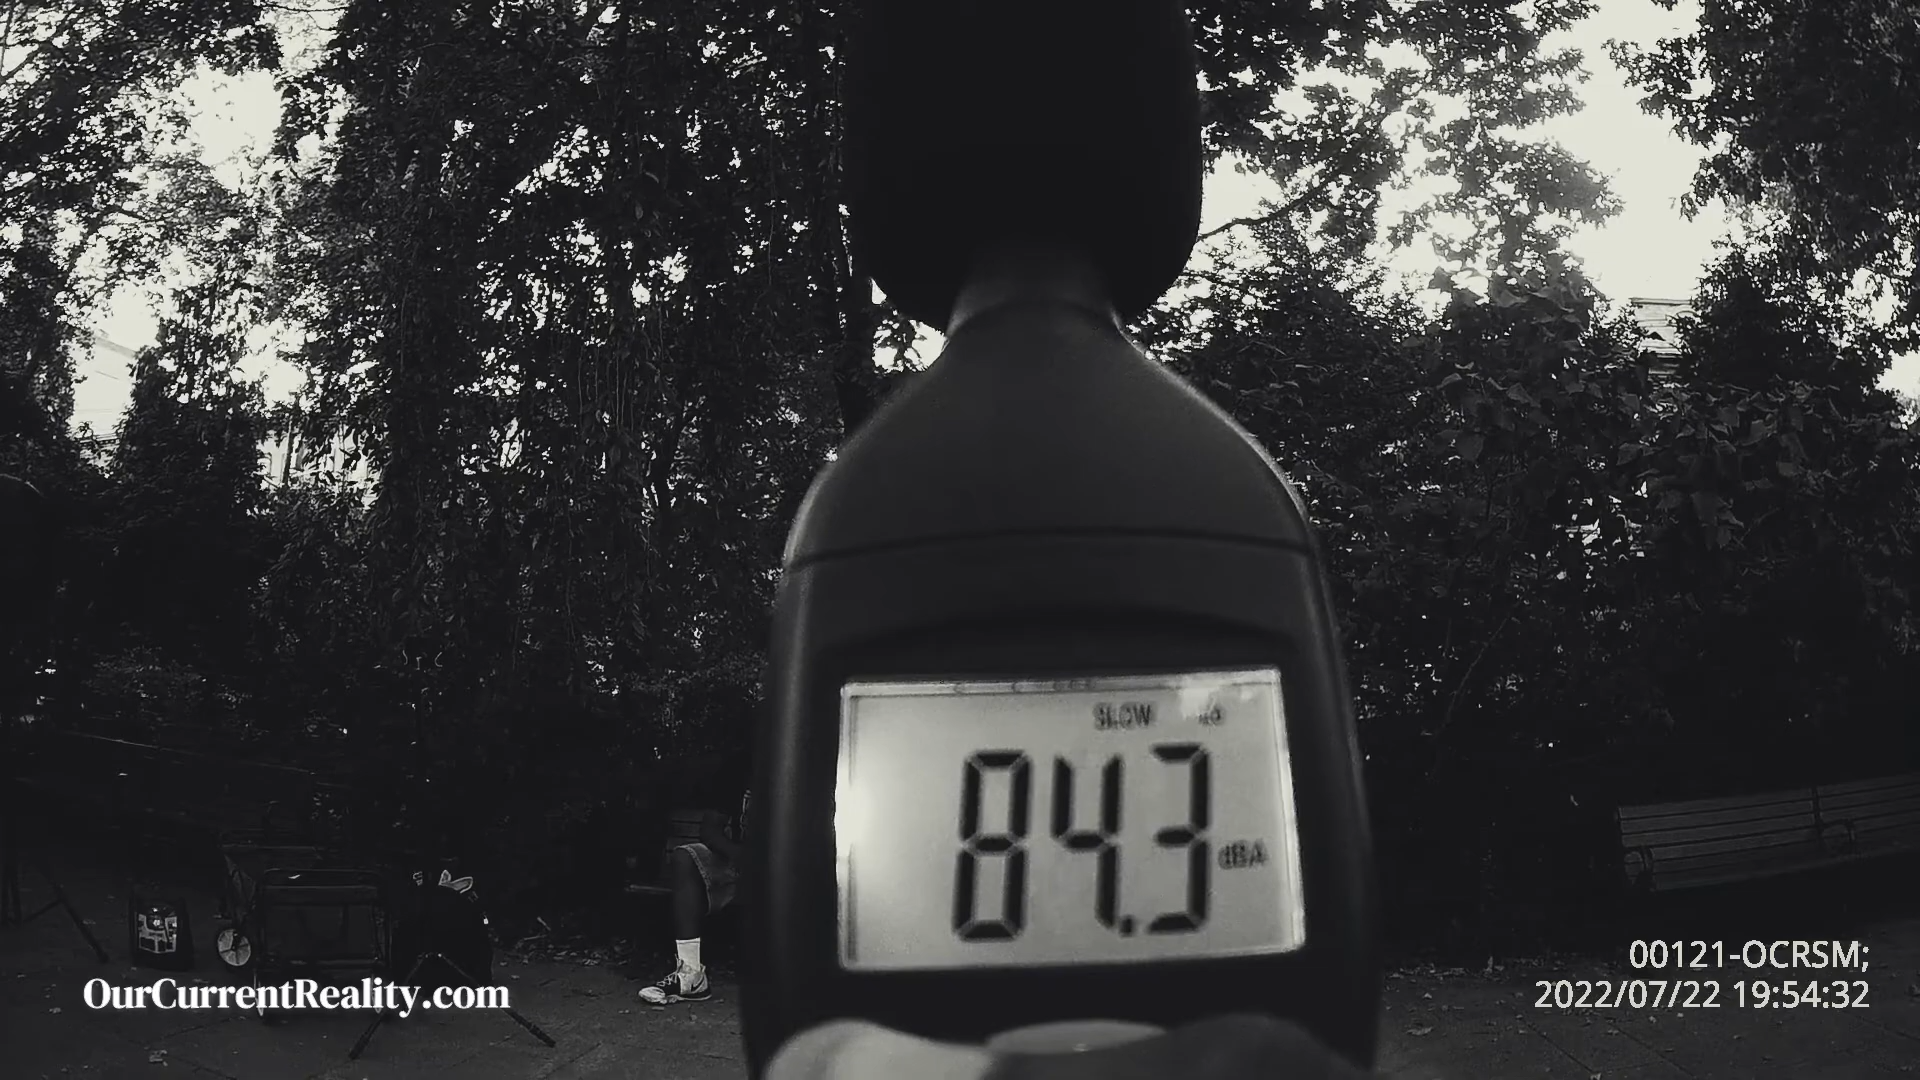 SLOW
84.3
dBA
00121-OCRSM;
2022/07/22 19:54:32
OurCurrentReality.com